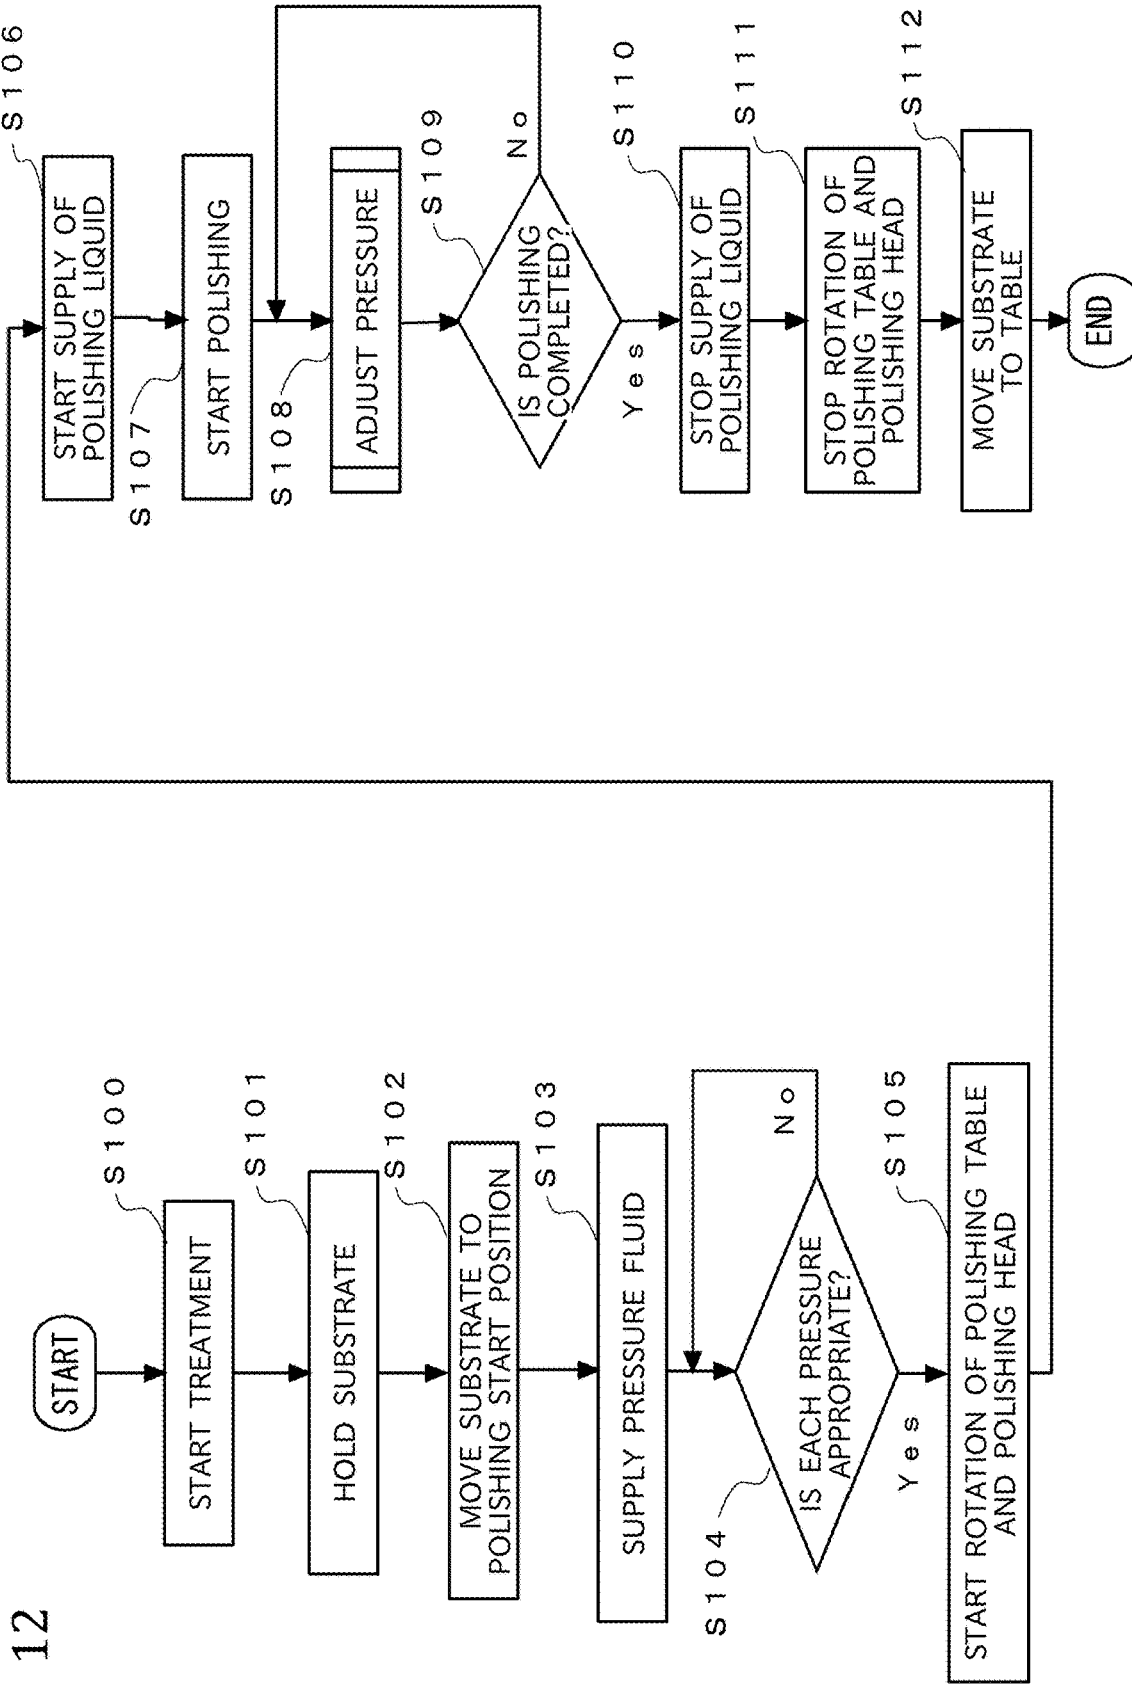 12
START
S100
START TREATMENT
S101
HOLD SUBSTRATE
S102
MOVE SUBSTRATE TO
POLISHING START POSITION
S103
SUPPLY PRESSURE FLUID
S104
IS EACH PRESSURE
APPROPRIATE?
No
Yes
S105
START ROTATION OF POLISHING TABLE
AND POLISHING HEAD
S106
START SUPPLY OF
POLISHING LIQUID
S107
START POLISHING
S108
ADJUST PRESSURE
S109
IS POLISHING
COMPLETED?
No
Yes
S110
STOP SUPPLY OF
POLISHING LIQUID
S111
STOP ROTATION OF
POLISHING TABLE AND
POLISHING HEAD
S112
MOVE SUBSTRATE
TO TABLE
END